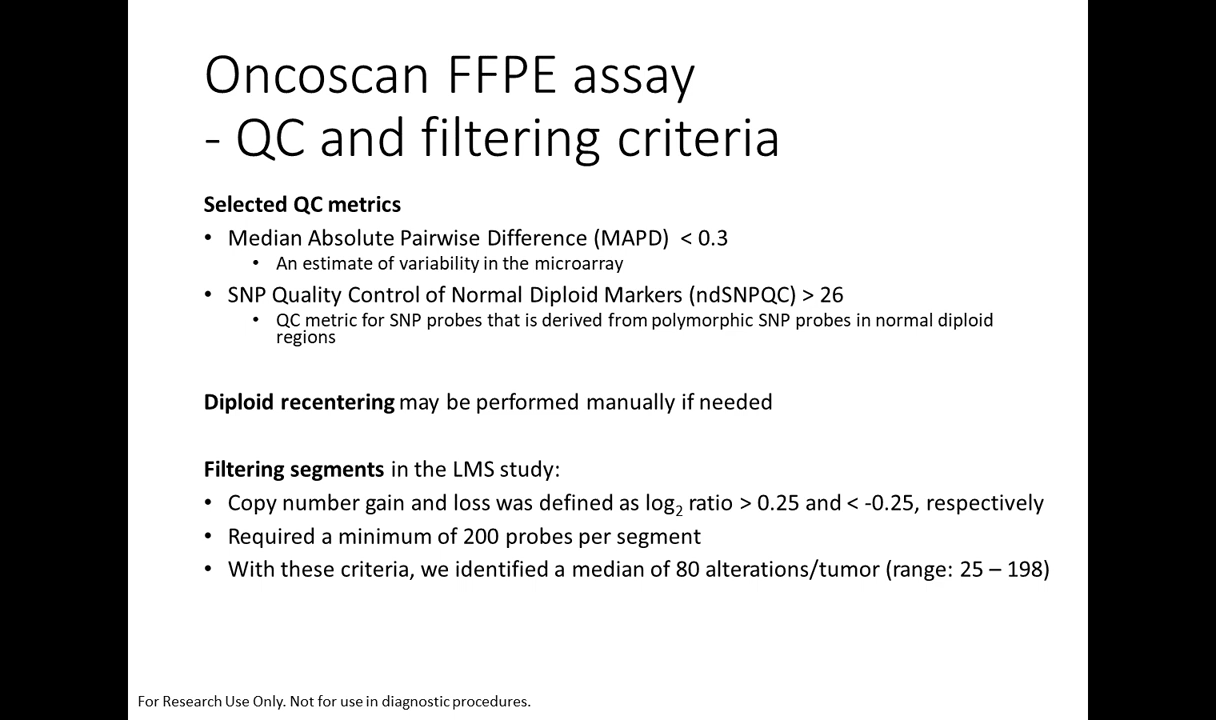 Oncoscan FFPE assay
- QC and filtering criteria
Selected QC metrics
• Median Absolute Pairwise Difference (MAPD) < 0.3
• An estimate of variability in the microarray
• SNP Quality Control of Normal Diploid Markers (ndSNPQC) > 26
• QC metric for SNP probes that is derived from polymorphic SNP probes in normal diploid
regions
Diploid recentering may be performed manually if needed
Filtering segments in the LMS study:
• Copy number gain and loss was defined as log₂ ratio > 0.25 and < -0.25, respectively
• Required a minimum of 200 probes per segment
• With these criteria, we identified a median of 80 alterations/tumor (range: 25 – 198)
For Research Use Only. Not for use in diagnostic procedures.